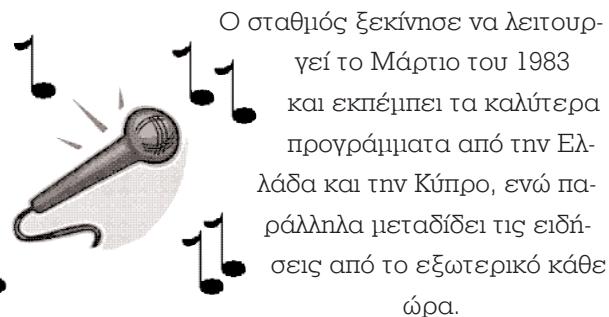 Ο σταθμός ξεκίνησε να λειτουρ-
γεί το Μάρτιο του 1983
και εκπέμπει τα καλύτερα
προγράμματα από την Ελ-
λάδα και την Κύπρο, ενώ πα-
ράλληλα μεταδίδει τις ειδή-
σεις από το εξωτερικό κάθε
ώρα.